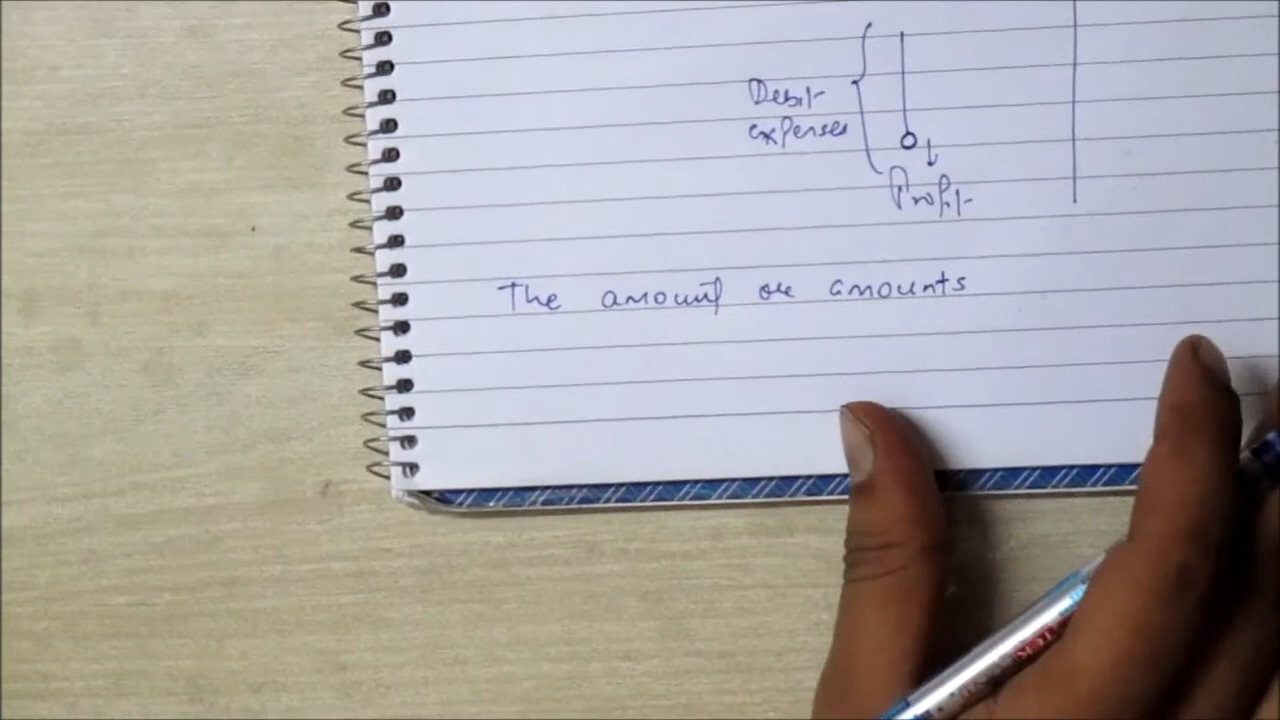 Debit
expenses
Profit
The amount or amounts